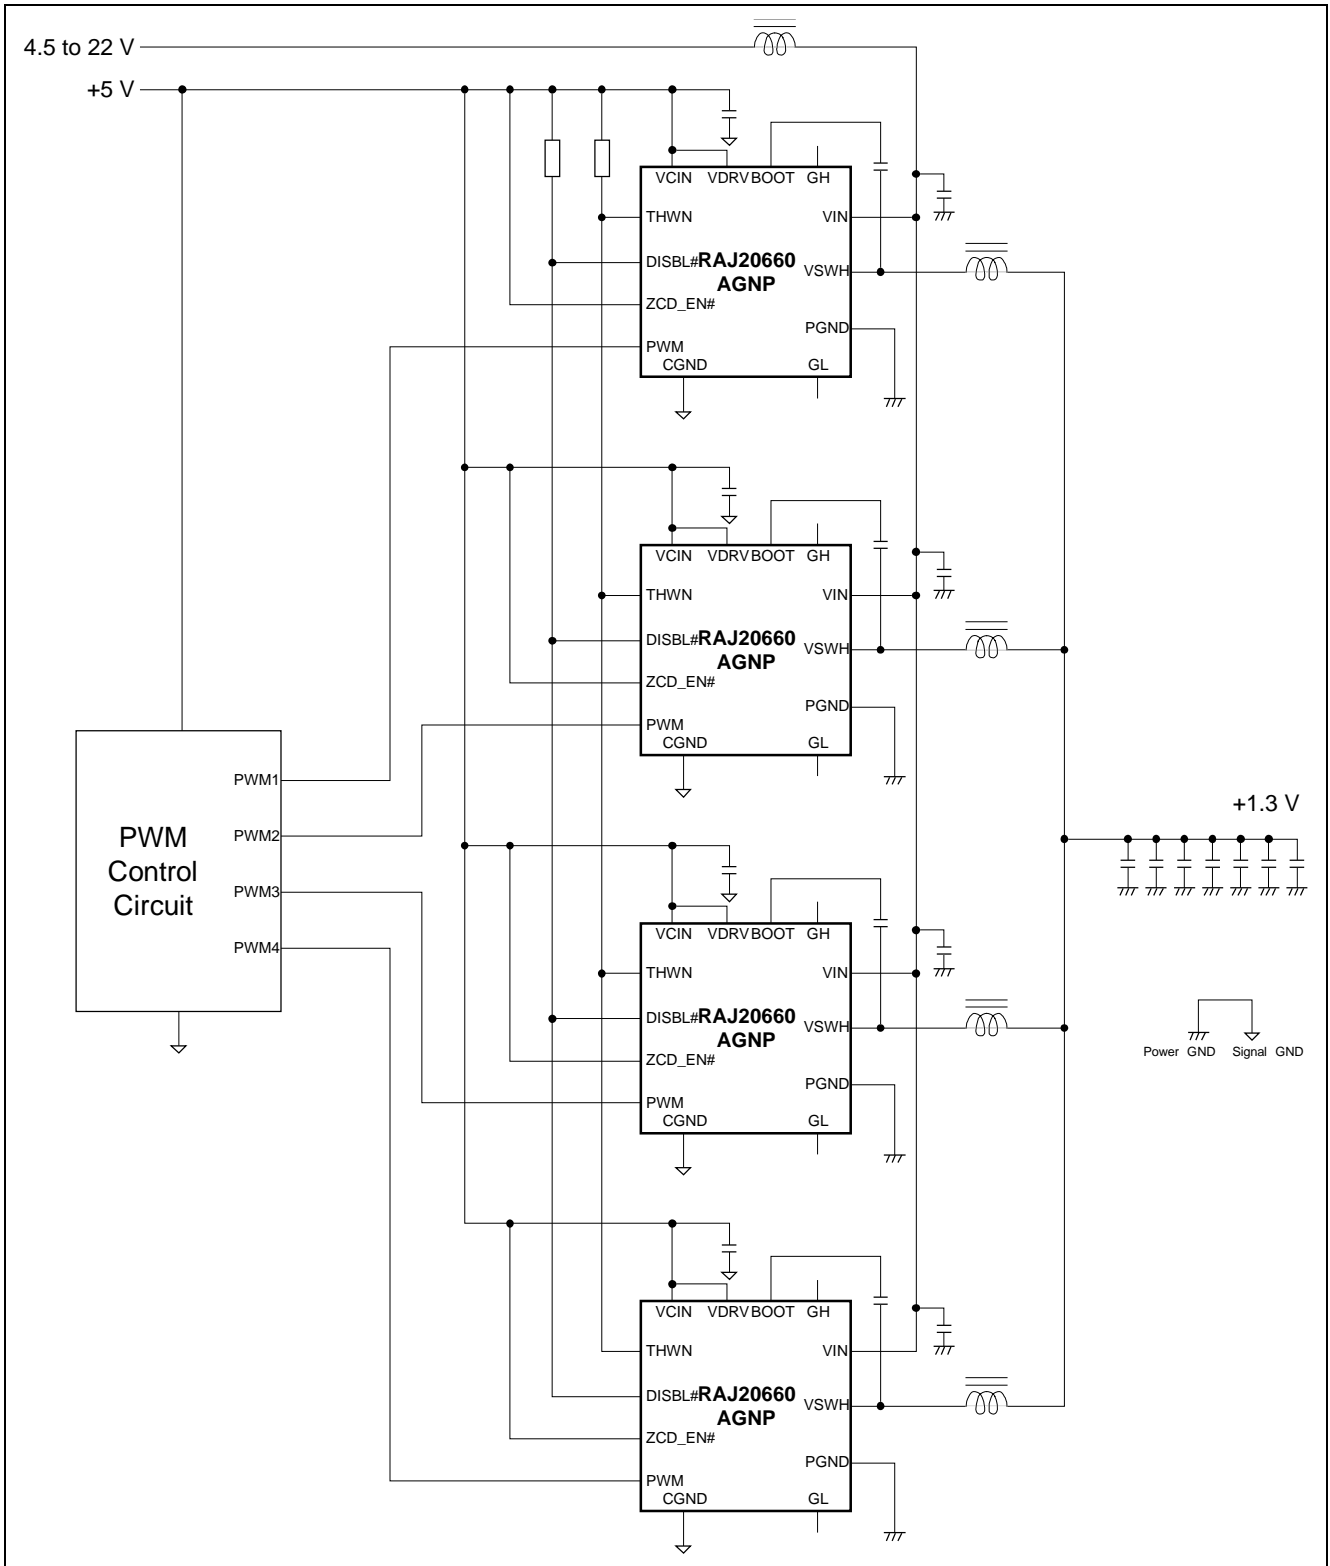 4.5 to 22 V
+5 V
VCIN VDRV BOOT GH
THWN VIN
DISBL# RAJ20660 VSWH
AGNP
ZCD_EN#
PGND
PWM
CGND GL
VCIN VDRV BOOT GH
THWN VIN
DISBL# RAJ20660 VSWH
AGNP
ZCD_EN#
PGND
PWM
CGND GL
PWM1
PWM2
PWM3
PWM4
PWM
Control
Circuit
+1.3 V
VCIN VDRV BOOT GH
THWN VIN
DISBL# RAJ20660 VSWH
AGNP
ZCD_EN#
PGND
PWM
CGND GL
Power GND Signal GND
VCIN VDRV BOOT GH
THWN VIN
DISBL# RAJ20660 VSWH
AGNP
ZCD_EN#
PGND
PWM
CGND GL